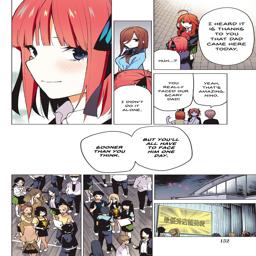 I HEARD IT
IS THANKS
TO YOU
THAT DAD
CAME HERE
TODAY.
HUH...?
YOU
REALLY
FACED OUR
SCARY
DAD?
YEAH,
THAT'S
AMAZING,
NINO.
I DIDN'T
DO IT
ALONE.
BUT YOU'LL
ALL HAVE
TO FACE
HIM ONE
DAY.
SOONER
THAN YOU
THINK.
152